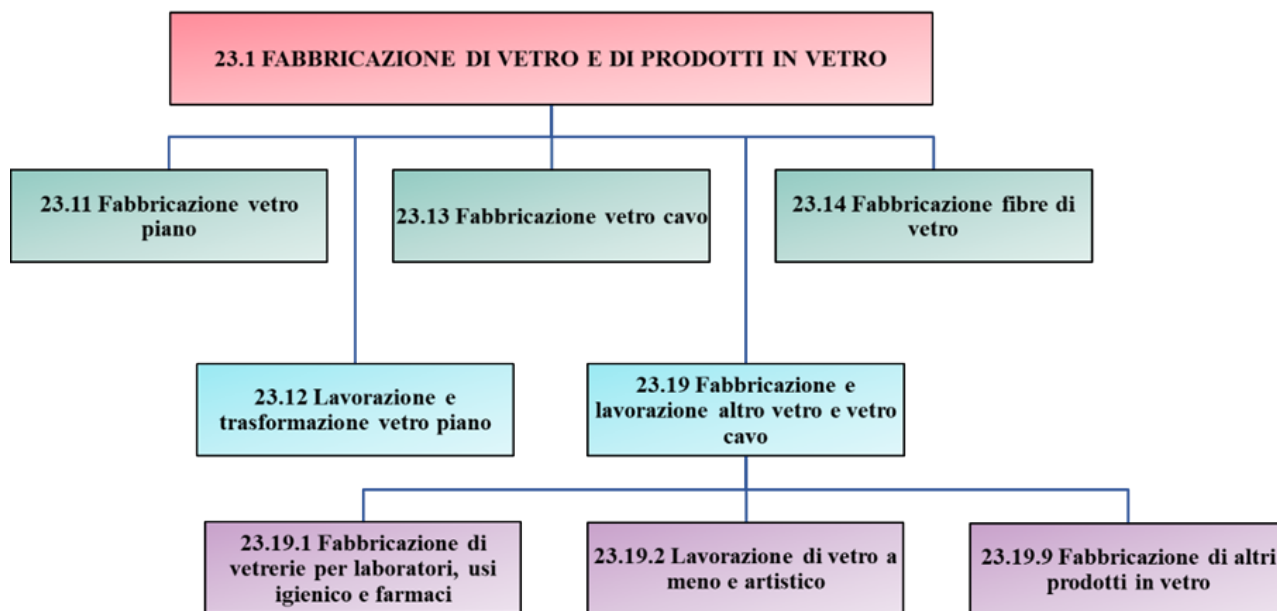 23.1 FABBRICAZIONE DI VETRO E DI PRODOTTI IN VETRO
23.11 Fabbricazione vetro
piano
23.13 Fabbricazione vetro cavo
23.14 Fabbricazione fibre di
vetro
23.12 Lavorazione e
trasformazione vetro piano
23.19 Fabbricazione e
lavorazione altro vetro e vetro
cavo
23.19.1 Fabbricazione di
vetrerie per laboratori, usi
igienico e farmaci
23.19.2 Lavorazione di vetro a
meno e artistico
23.19.9 Fabbricazione di altri
prodotti in vetro